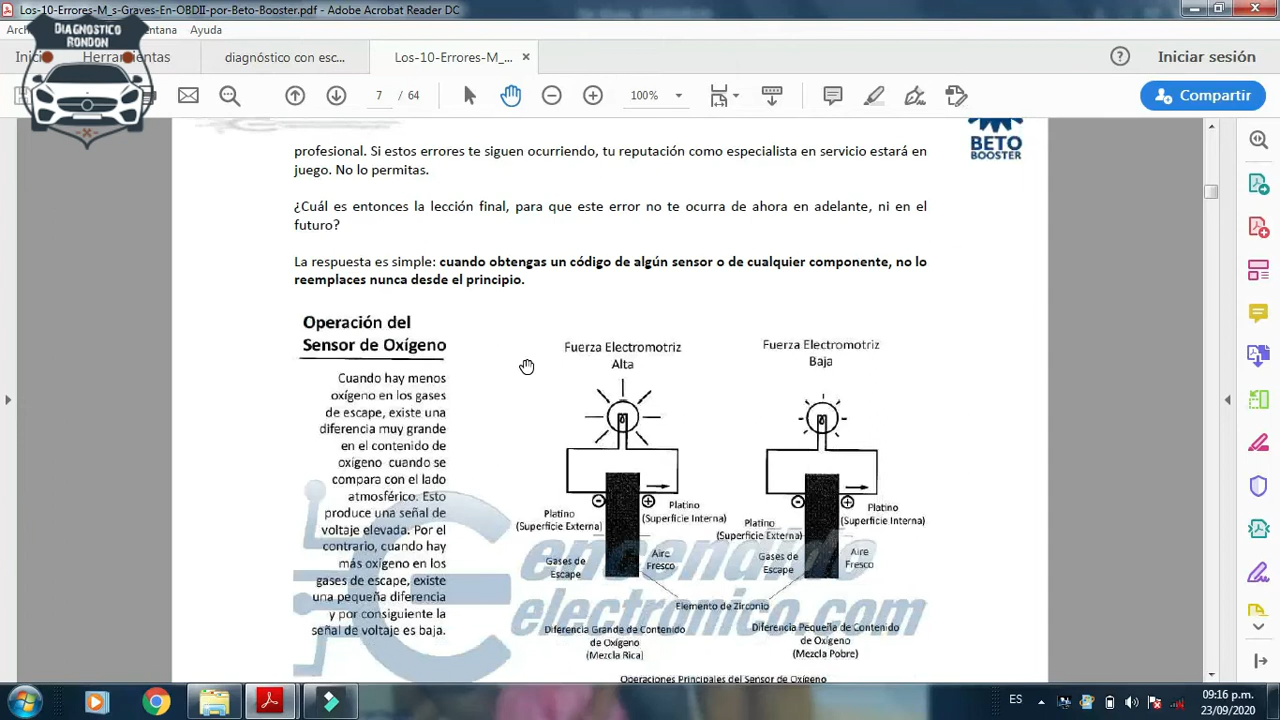 Los-10-Errores-M_s-Graves-En-OBDII-por-Beto-Booster.pdf - Adobe Acrobat Reader DC
Ayuda
DIAGNOSTICO
RONDON
Herramientas
diagnóstico con esc...
Los-10-Errores-M_...
Iniciar sesión
7 / 64
100%
Compartir
BETO
BOOSTER
profesional. Si estos errores te siguen ocurriendo, tu reputación como especialista en servicio estará en
juego. No lo permitas.
¿Cuál es entonces la lección final, para que este error no te ocurra de ahora en adelante, ni en el
futuro?
La respuesta es simple: cuando obtengas un código de algún sensor o de cualquier componente, no lo
reemplaces nunca desde el principio.
Operación del
Sensor de Oxígeno
Cuando hay menos
oxígeno en los gases
de escape, existe una
diferencia muy grande
en el contenido de
oxígeno cuando se
compara con el lado
atmosférico. Esto
produce una señal de
voltaje elevada. Por el
contrario, cuando hay
más oxigeno en los
gases de escape, existe
una pequeña diferencia
y por consiguiente la
señal de voltaje es baja.
Fuerza Electromotriz
Alta
Platino
(Superficie Externa)
Platino
(Superficie Interna)
Gases de
Escape
Aire
Fresco
Fuerza Electromotriz
Baja
Platino
(Superficie Externa)
Platino
(Superficie Interna)
Gases de
Escape
Aire
Fresco
Elemento de Zirconio
Diferencia Grande de Contenido
de Oxígeno
(Mezcla Rica)
Diferencia Pequeña de Contenido
de Oxígeno
(Mezcla Pobre)
Operaciones Principales del Sensor de Oxígeno
encendido
electronico.com
ES
09:16 p.m.
23/09/2020